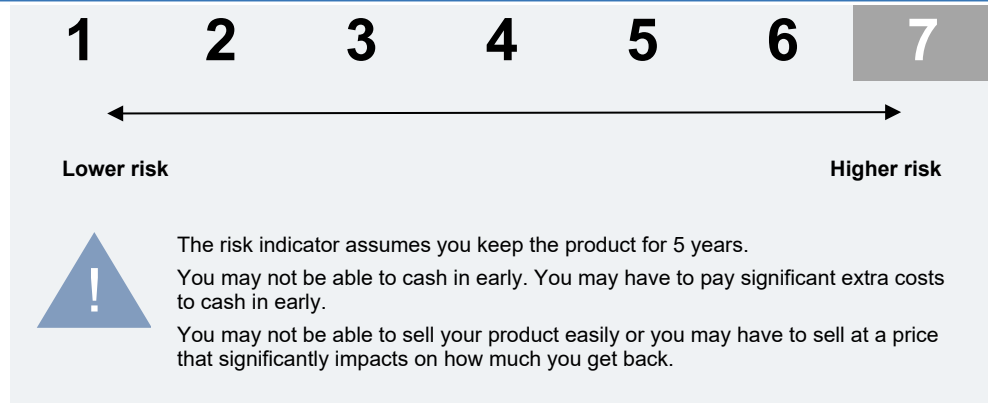 1 2 3 4 5 6 7
Lower risk Higher risk
!
The risk indicator assumes you keep the product for 5 years.
You may not be able to cash in early. You may have to pay significant extra costs
to cash in early.
You may not be able to sell your product easily or you may have to sell at a price
that significantly impacts on how much you get back.